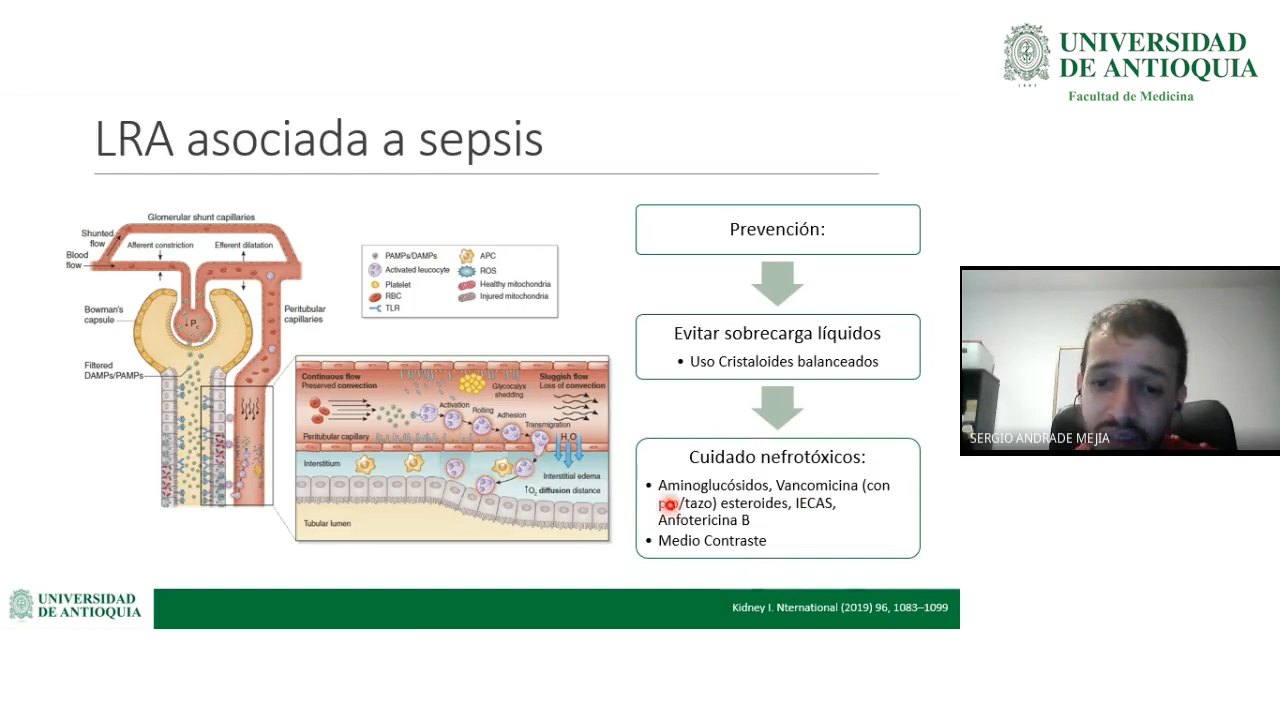 UNIVERSIDAD
DE ANTIOQUIA
Facultad de Medicina
LRA asociada a sepsis
Glomerular shunt capillaries
Shunted
flow
Afferent constriction
Efferent dilatation
Blood
flow
Bowman's
capsule
Peritubular
capillaries
Filtered
DAMPs/PAMPs
PAMPs/DAMPs
Activated leucocyte
Platelet
RBC
TLR
APC
ROS
Healthy mitochondria
Injured mitochondria
Continuous flow
Preserved convection
Glycocalyx
shedding
Sluggish flow
Loss of convection
Activation
Rolling
Adhesion
Transmigration
Peritubular capillary
H₂O
Interstitium
Interstitial edema
↑O₂ diffusion distance
Tubular lumen
Prevención:
Evitar sobrecarga líquidos
• Uso Cristaloides balanceados
Cuidado nefrotóxicos:
• Aminoglucósidos, Vancomicina (con
/tazo) esteroides, IECAS,
Anfotericina B
• Medio Contraste
SERGIO ANDRADE MEJIA
UNIVERSIDAD
DE ANTIOQUIA
Kidney I. Nternational (2019) 96, 1083–1099